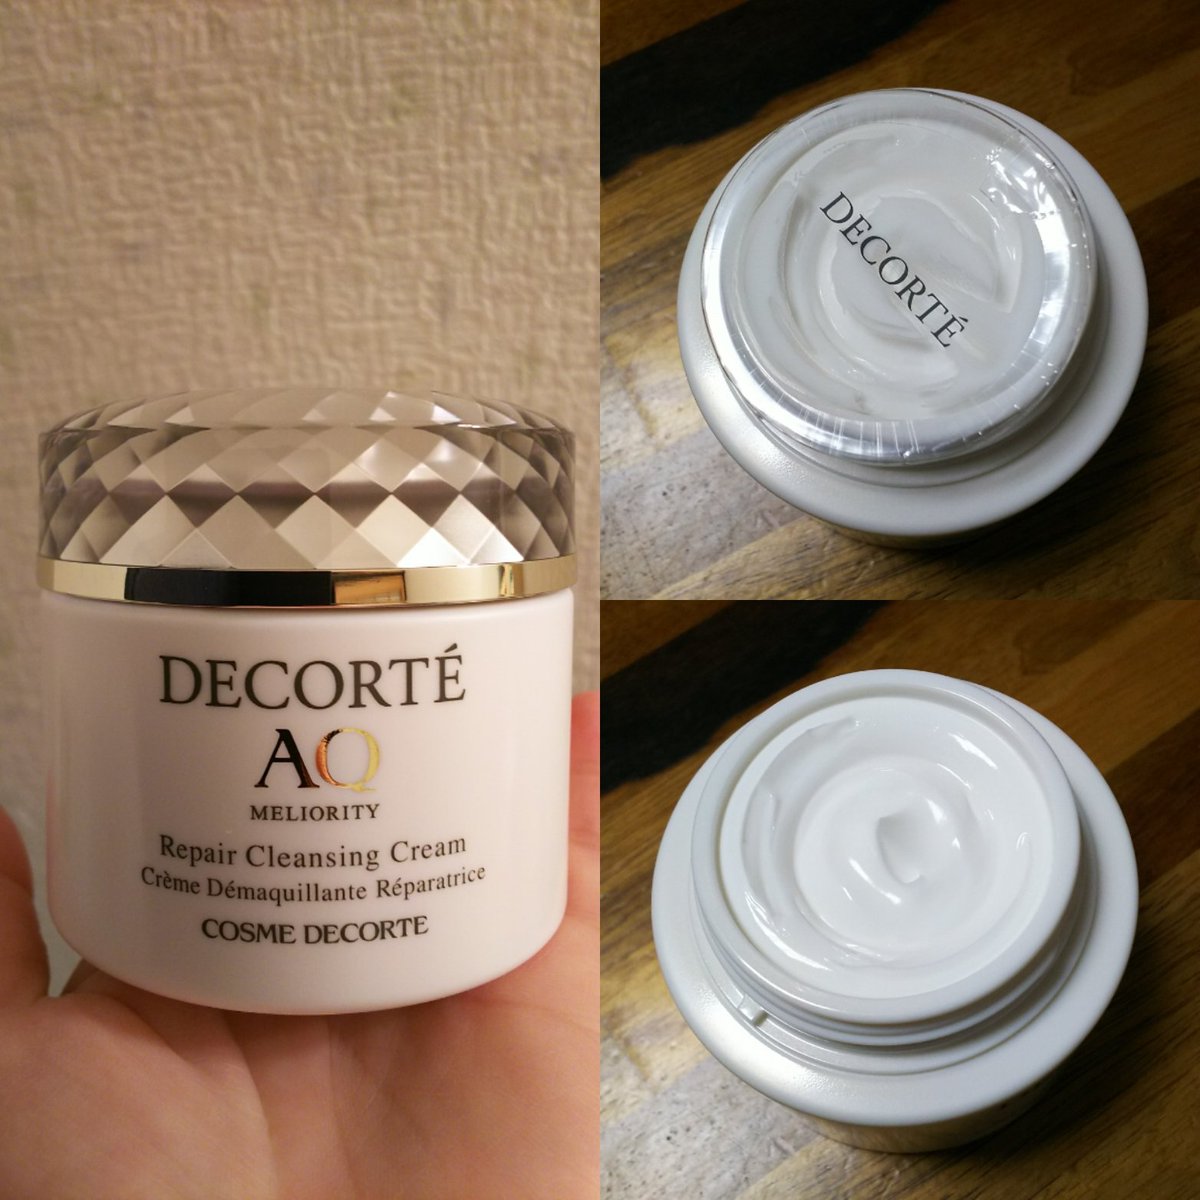 DECORTÉ
AQ
MELIORITY
Repair Cleansing Cream
Crème Démaquillante Réparatrice
COSME DECORTE
DECORTÉ